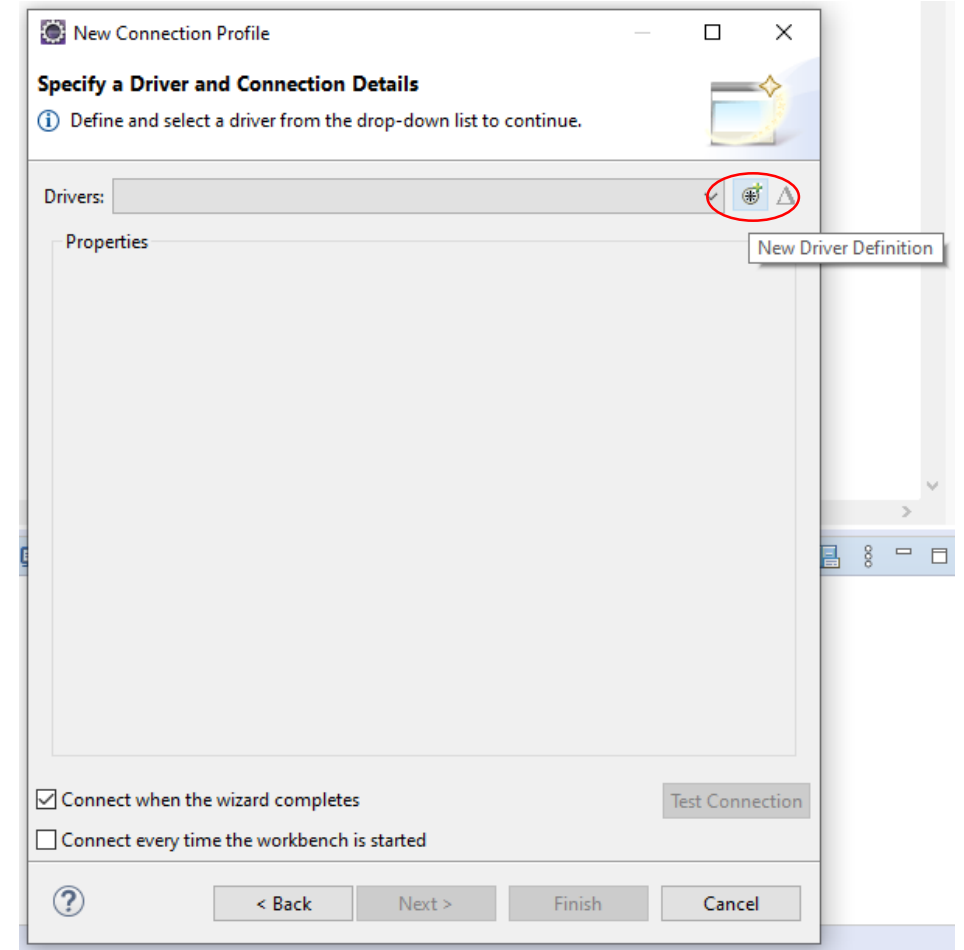 New Connection Profile
Specify a Driver and Connection Details
Define and select a driver from the drop-down list to continue.
Drivers:
Properties
New Driver Definition
Connect when the wizard completes
Test Connection
Connect every time the workbench is started
< Back
Next >
Finish
Cancel